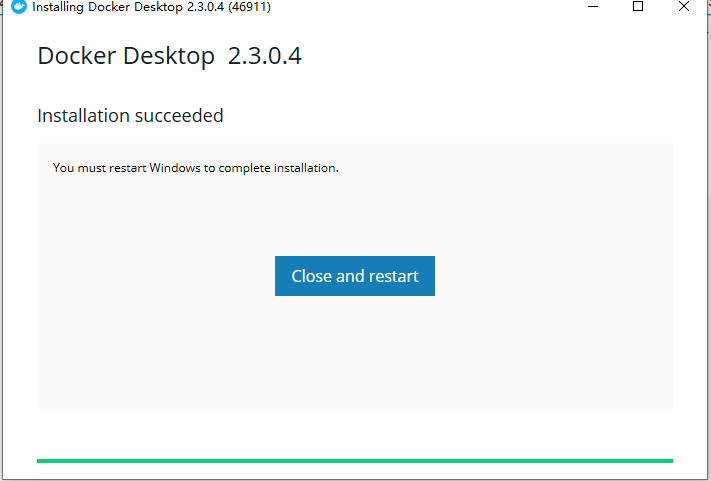 Installing Docker Desktop 2.3.0.4 (46911)
Docker Desktop 2.3.0.4
Installation succeeded
You must restart Windows to complete installation.
Close and restart